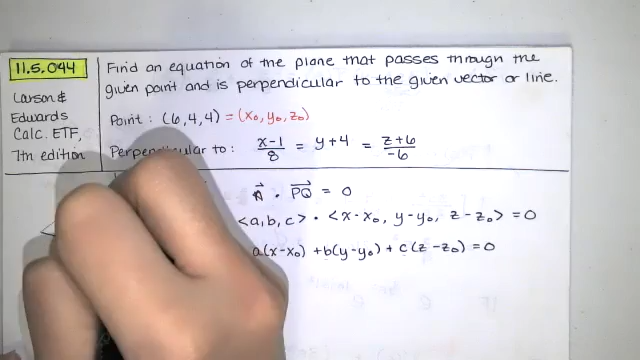 11.5.044
Larson &
Edwards
Calc. ETF,
7th edition
Find an equation of the plane that passes through the
given point and is perpendicular to the given vector or line.
Point: (6,4,4) = (x₀, y₀, z₀)
Perpendicular to: (x-1)/8 = y+4 = (z+6)/-6
n⃗ · PQ⃗ = 0
<a,b,c> · <x-x₀, y-y₀, z-z₀> = 0
a(x-x₀) + b(y-y₀) + c(z-z₀) = 0